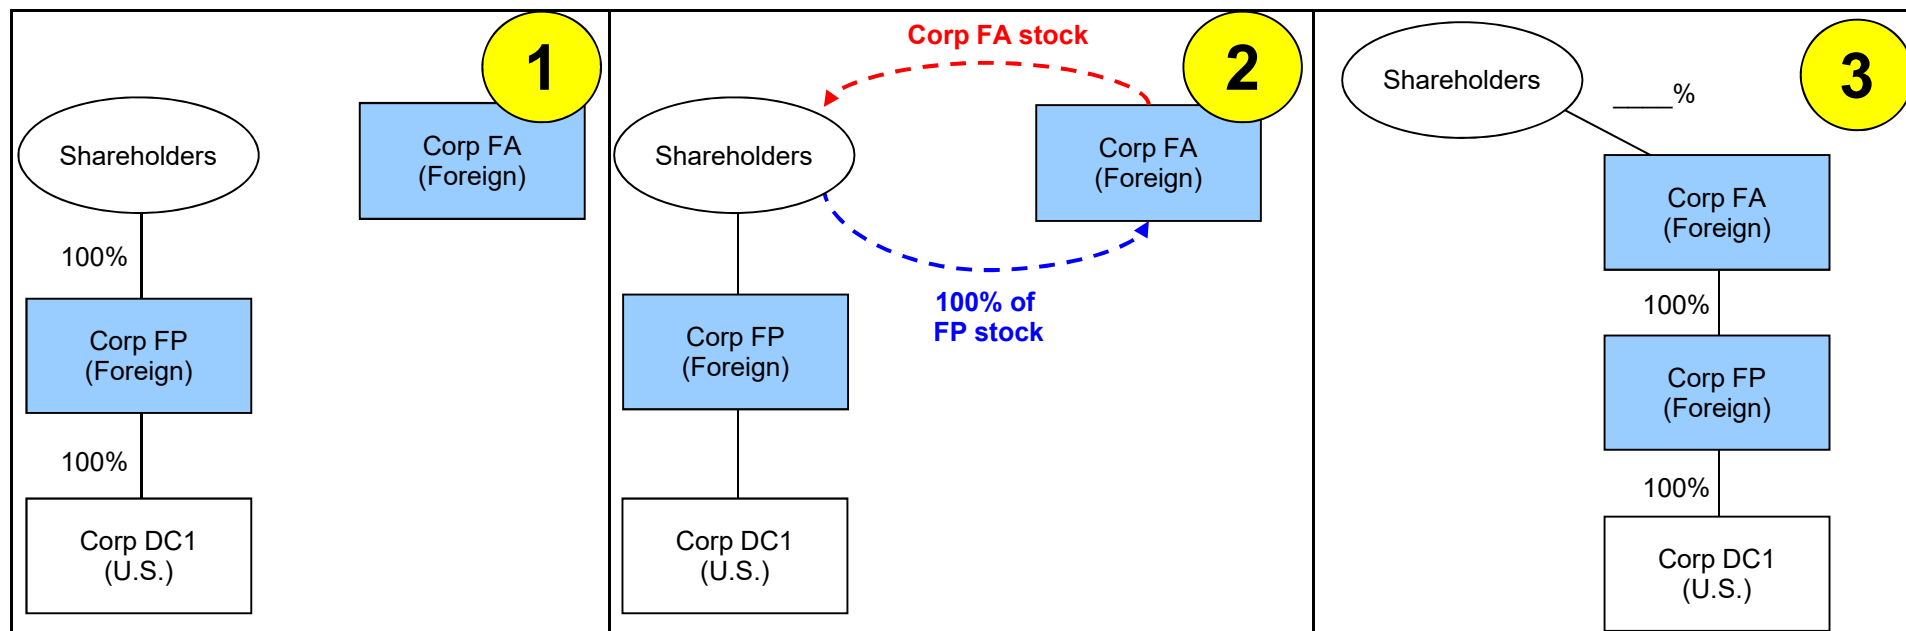 1
Shareholders
Corp FA
(Foreign)
100%
Corp FP
(Foreign)
100%
Corp DC1
(U.S.)
2
Corp FA stock
Shareholders
Corp FA
(Foreign)
100% of
FP stock
Corp FP
(Foreign)
Corp DC1
(U.S.)
3
Shareholders
____%
Corp FA
(Foreign)
100%
Corp FP
(Foreign)
100%
Corp DC1
(U.S.)